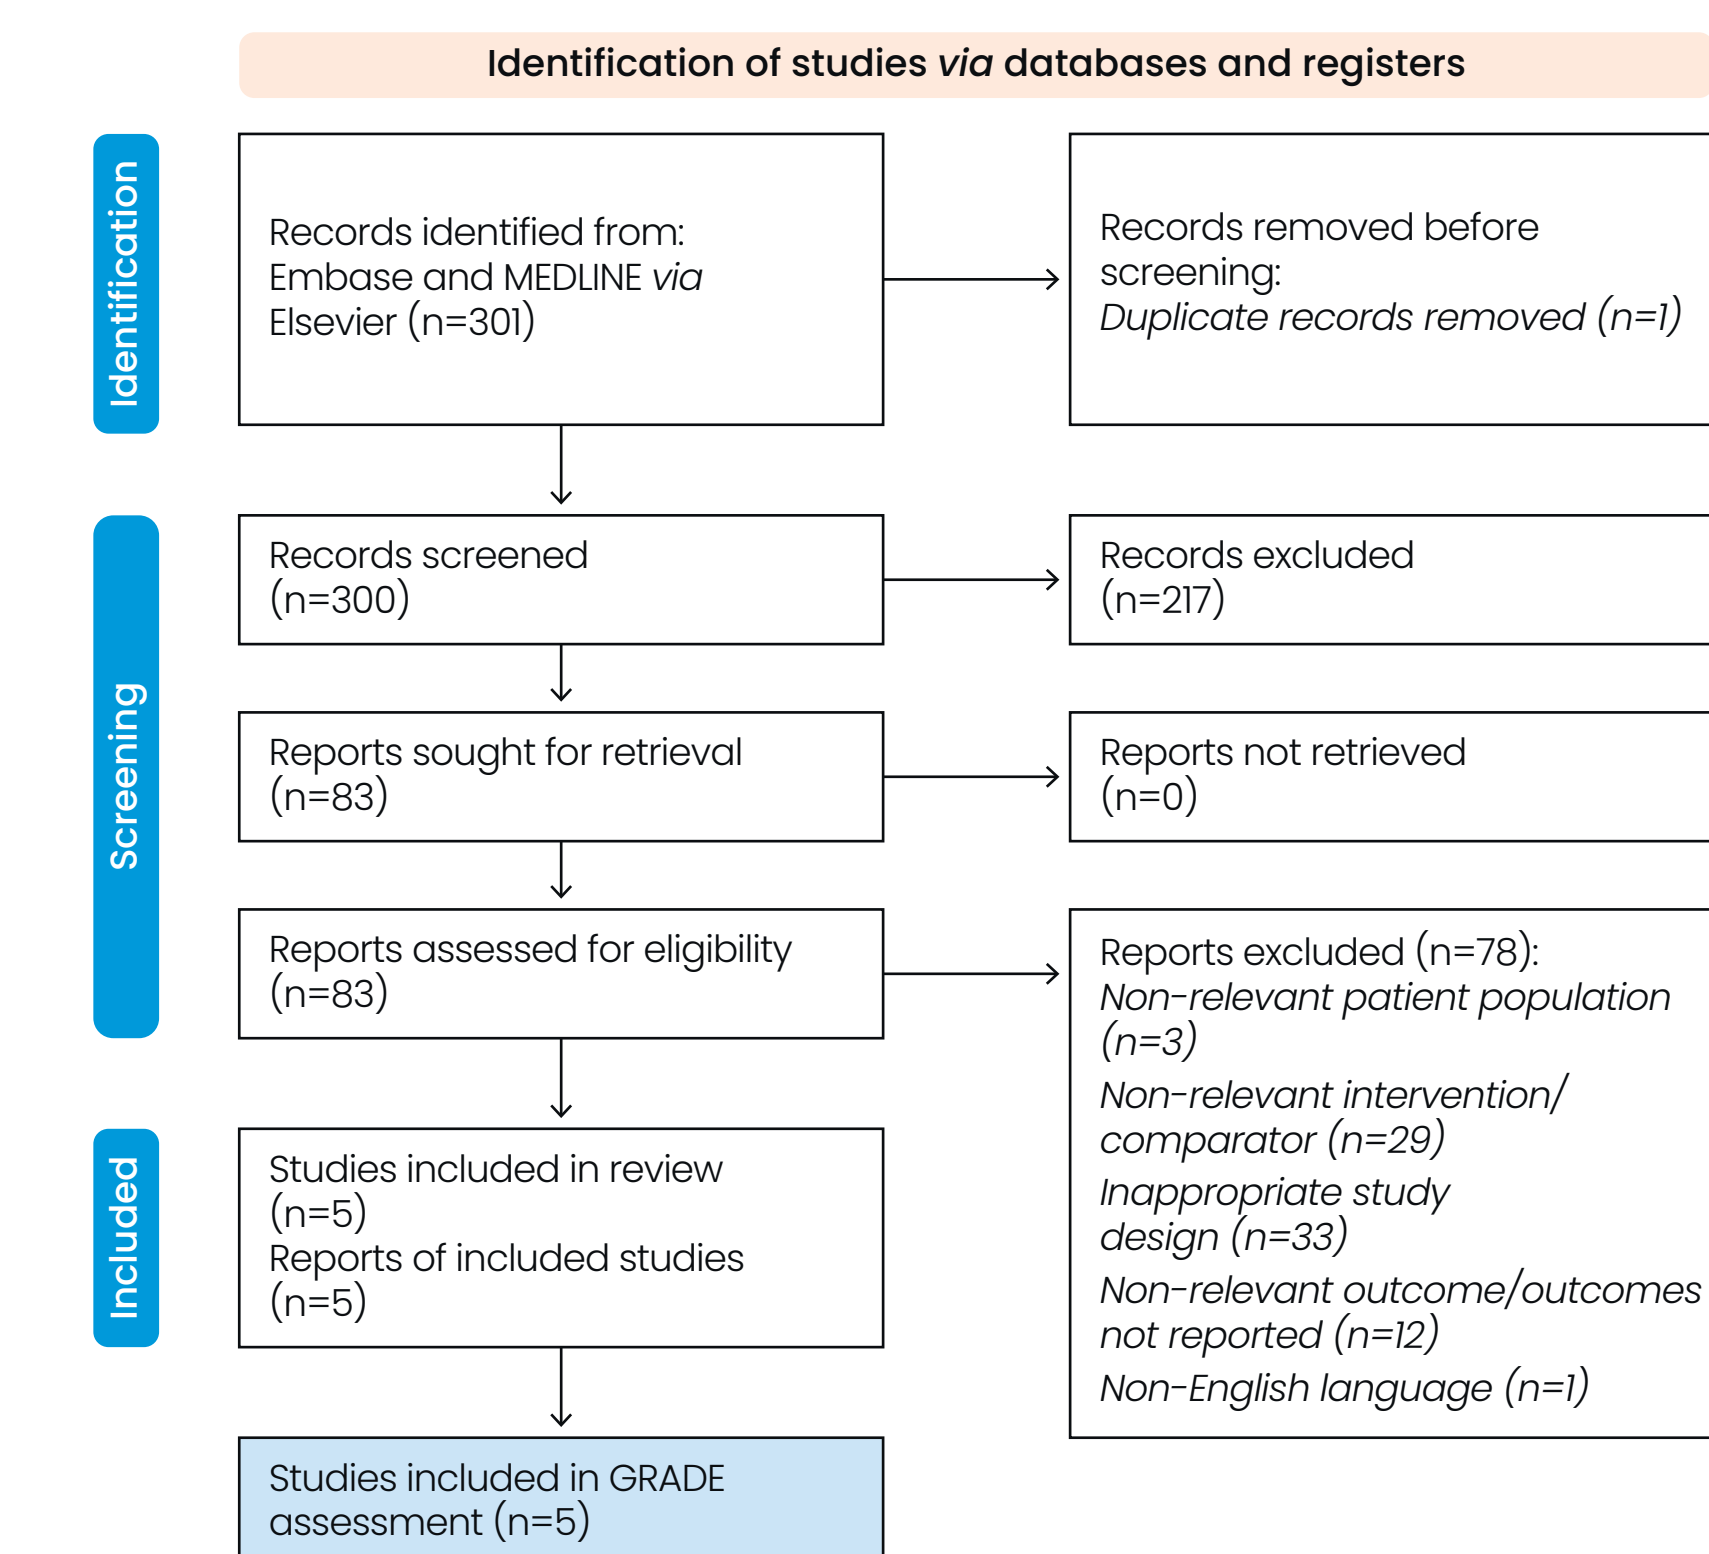 Identification of studies via databases and registers
Identification
Records identified from:
Embase and MEDLINE via
Elsevier (n=301)
Records removed before
screening:
Duplicate records removed (n=1)
Screening
Records screened
(n=300)
Records excluded
(n=217)
Reports sought for retrieval
(n=83)
Reports not retrieved
(n=0)
Reports assessed for eligibility
(n=83)
Reports excluded (n=78):
Non-relevant patient population
(n=3)
Non-relevant intervention/
comparator (n=29)
Inappropriate study
design (n=33)
Non-relevant outcome/outcomes
not reported (n=12)
Non-English language (n=1)
Included
Studies included in review
(n=5)
Reports of included studies
(n=5)
Studies included in GRADE
assessment (n=5)